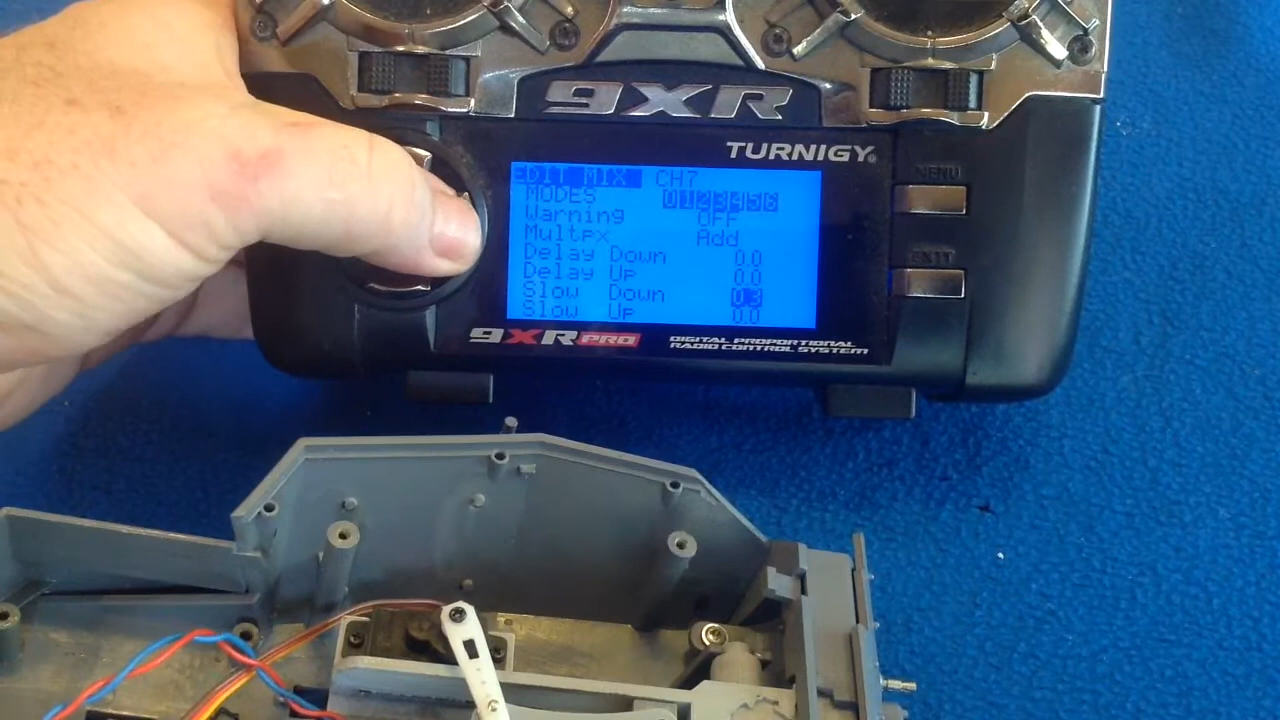 9XR
TURNIGY
MENU
EXIT
EDIT MIX CH7
MODES 0123456
Warning OFF
Multpx Add
Delay Down 0.0
Delay Up 0.0
Slow Down 0.3
Slow Up 0.0
9XR PRO
DIGITAL PROPORTIONAL
RADIO CONTROL SYSTEM